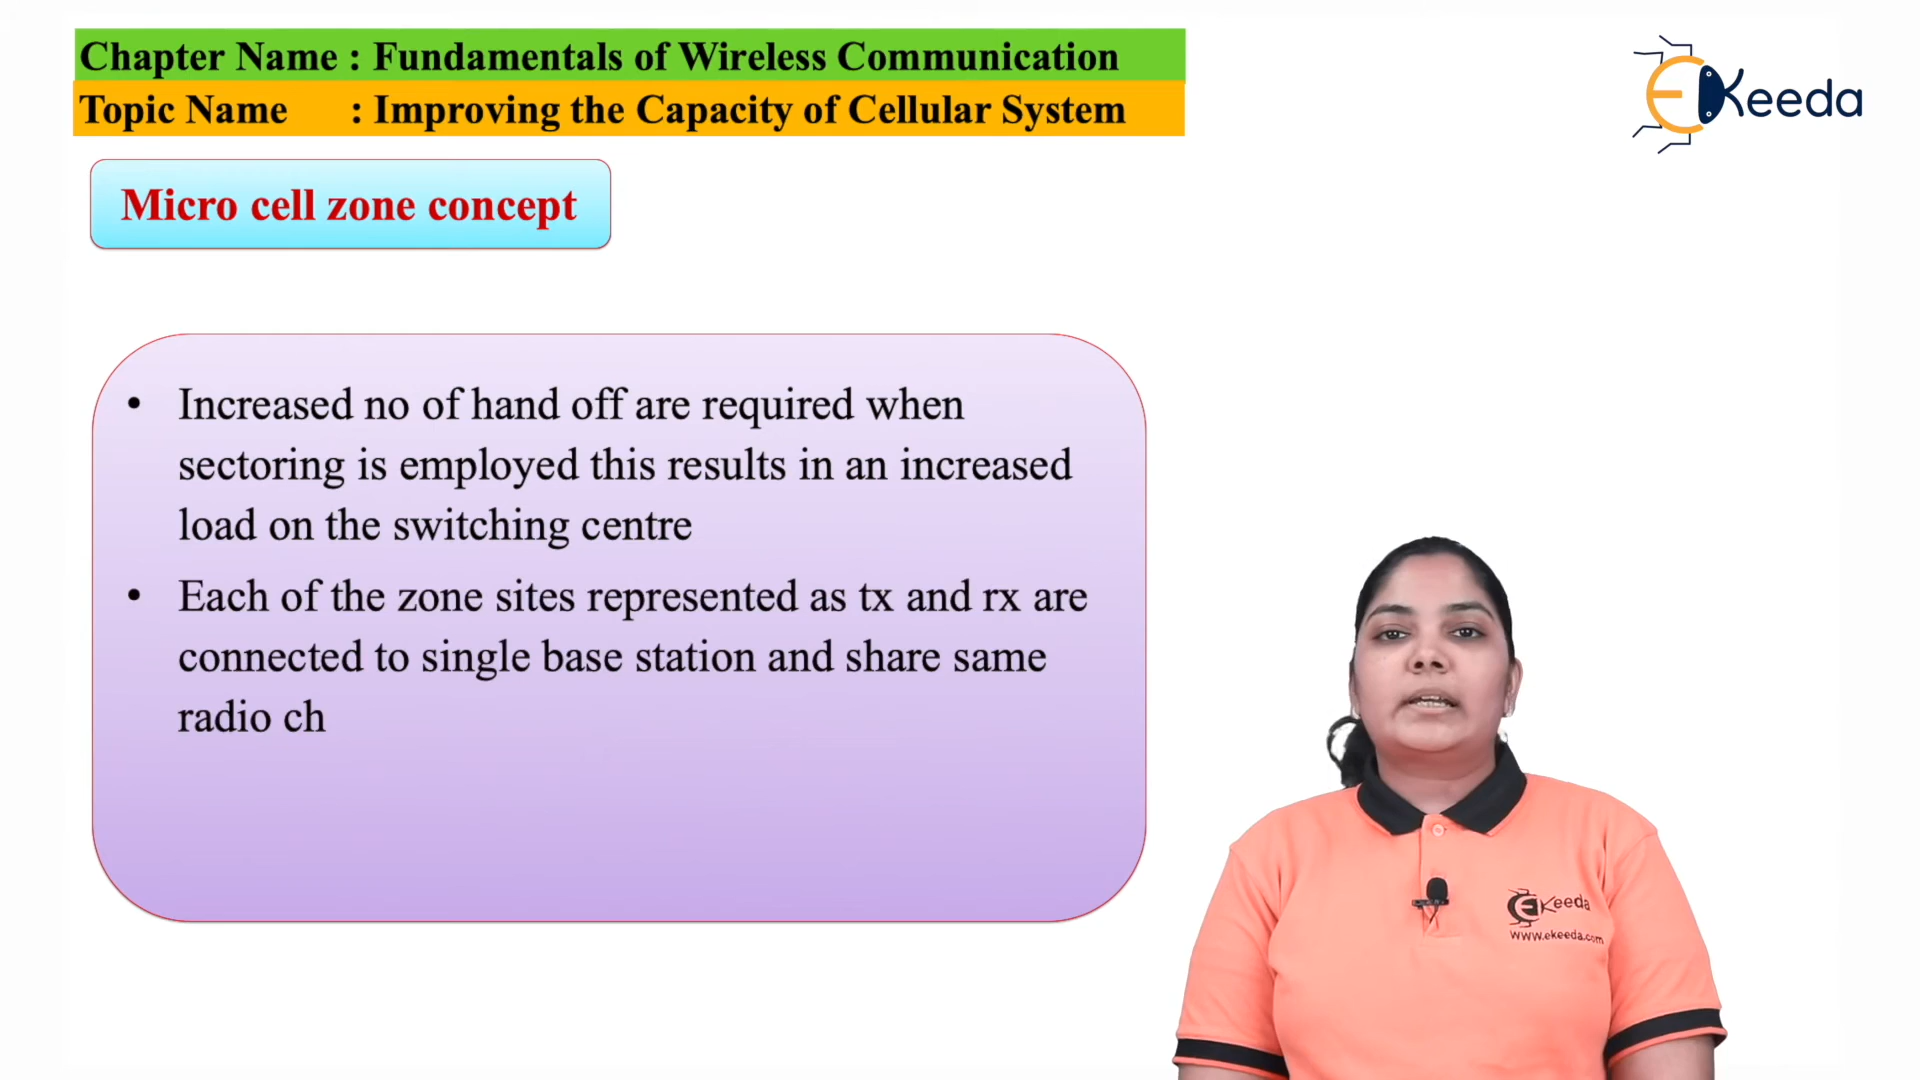 Chapter Name : Fundamentals of Wireless Communication
Topic Name : Improving the Capacity of Cellular System
EKeeda
Micro cell zone concept
• Increased no of hand off are required when
sectoring is employed this results in an increased
load on the switching centre
• Each of the zone sites represented as tx and rx are
connected to single base station and share same
radio ch
EKeeda
www.ekeeda.com